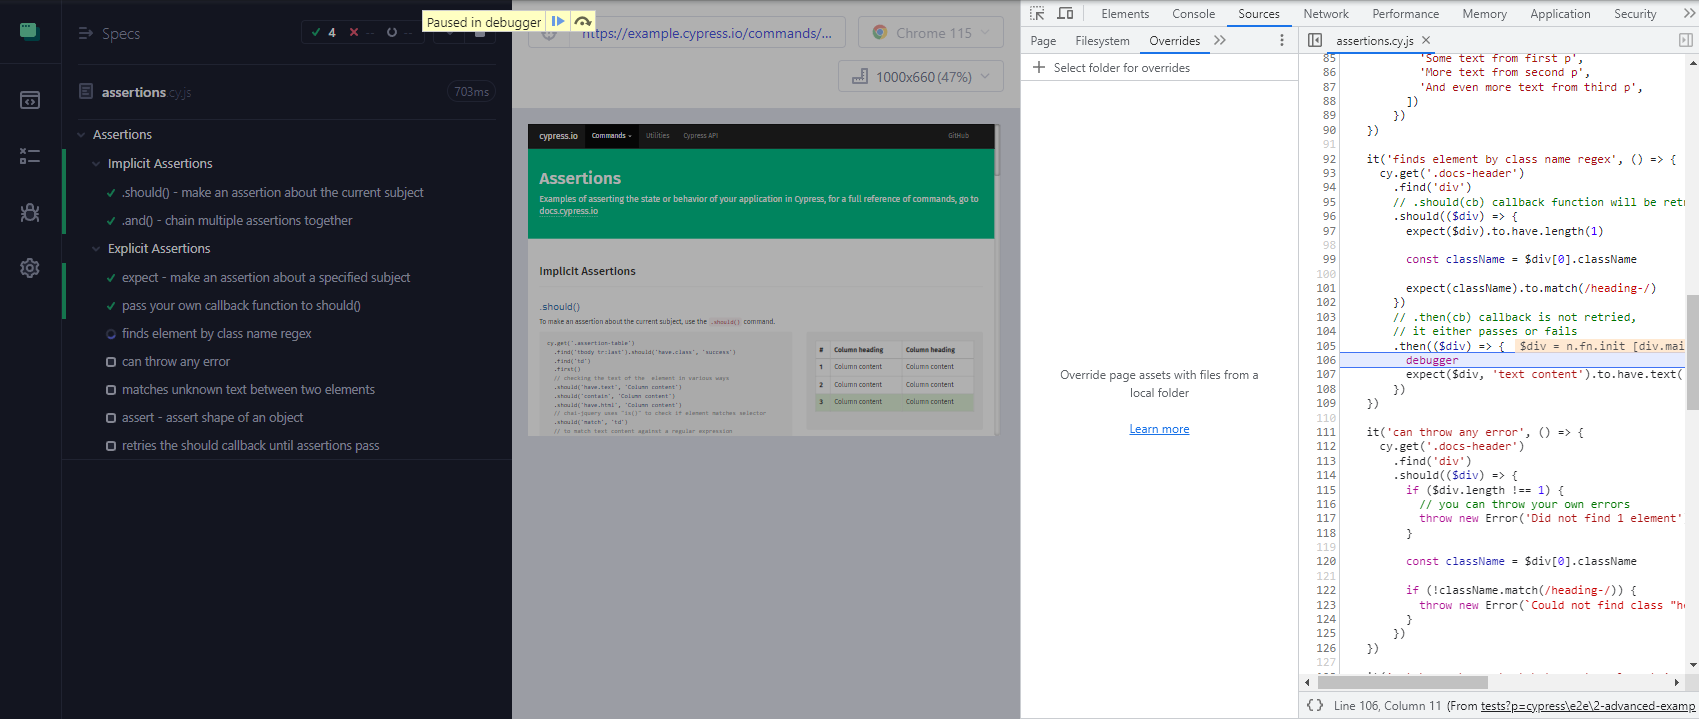 Specs
4
--
--
Paused in debugger
assertions.cy.js
703ms
Assertions
Implicit Assertions
.should() - make an assertion about the current subject
.and() - chain multiple assertions together
Explicit Assertions
expect - make an assertion about a specified subject
pass your own callback function to should()
finds element by class name regex
can throw any error
matches unknown text between two elements
assert - assert shape of an object
retries the should callback until assertions pass
https://example.cypress.io/commands/...
Chrome 115
1000x660 (47%)
cypress.io
Commands
Utilities
Cypress API
GitHub
Assertions
Examples of asserting the state or behavior of your application in Cypress, for a full reference of commands, go to
docs.cypress.io
Implicit Assertions
.should()
To make an assertion about the current subject, use the .should() command.
cy.get('.assertion-table')
.find('tbody tr:last').should('have.class', 'success')
.find('td')
.first()
// checking the text of the <td> element in various ways
.should('have.text', 'Column content')
.should('contain', 'Column content')
.should('have.html', 'Column content')
// chai-jquery uses "is()" to check if element matches selector
.should('match', 'td')
// to match text content against a regular expression
# Column heading Column heading
1 Column content Column content
2 Column content Column content
3 Column content Column content
Elements
Console
Sources
Network
Performance
Memory
Application
Security
Page
Filesystem
Overrides
Select folder for overrides
Override page assets with files from a
local folder
Learn more
assertions.cy.js
85 'Some text from first p',
86 'More text from second p',
87 'And even more text from third p',
88 ])
89 })
90 })
91
92 it('finds element by class name regex', () => {
93 cy.get('.docs-header')
94 .find('div')
95 // .should(cb) callback function will be retr
96 .should(($div) => {
97 expect($div).to.have.length(1)
98
99 const className = $div[0].className
100
101 expect(className).to.match(/heading-/)
102 })
103 // .then(cb) callback is not retried,
104 // it either passes or fails
105 .then(($div) => { $div = n.fn.init [div.mai
106 debugger
107 expect($div, 'text content').to.have.text(
108 })
109 })
110
111 it('can throw any error', () => {
112 cy.get('.docs-header')
113 .find('div')
114 .should(($div) => {
115 if ($div.length !== 1) {
116 // you can throw your own errors
117 throw new Error('Did not find 1 element'
118 }
119
120 const className = $div[0].className
121
122 if (!className.match(/heading-/)) {
123 throw new Error(`Could not find class "he
124 }
125 })
126 })
127
Line 106, Column 11 (From tests?p=cypress\e2e\2-advanced-examp